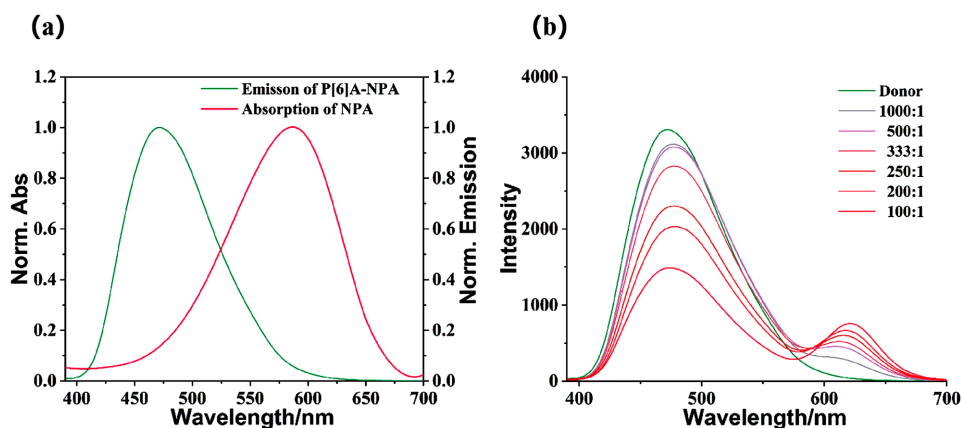 (a)
1.2
1.0
0.8
0.6
0.4
0.2
0.0
Norm. Abs
Emisson of P[6]A-NPA
Absorption of NPA
1.2
1.0
0.8
0.6
0.4
0.2
0.0
Norm. Emission
400 450 500 550 600 650 700
Wavelength/nm
(b)
4000
3000
2000
1000
0
Intensity
Donor
1000:1
500:1
333:1
250:1
200:1
100:1
400 500 600 700
Wavelength/nm